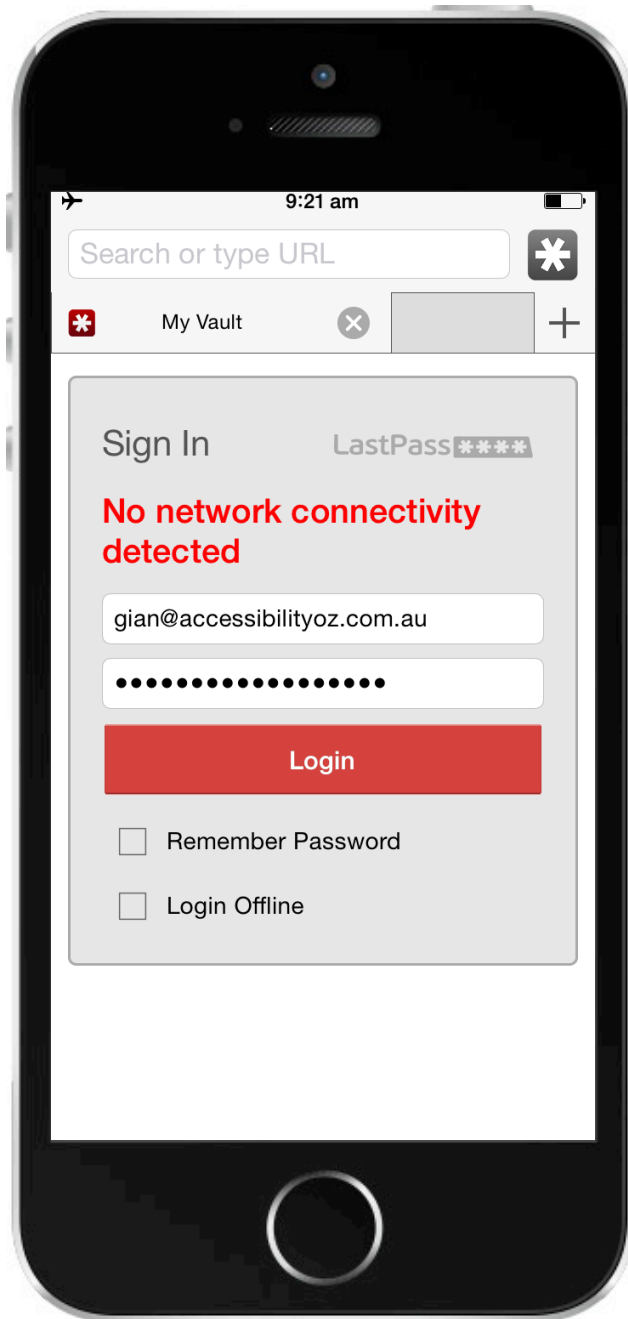 9:21 am
Search or type URL
My Vault
Sign In
LastPass ****
No network connectivity
detected
gian@accessibilityoz.com.au
••••••••••••••••••
Login
Remember Password
Login Offline